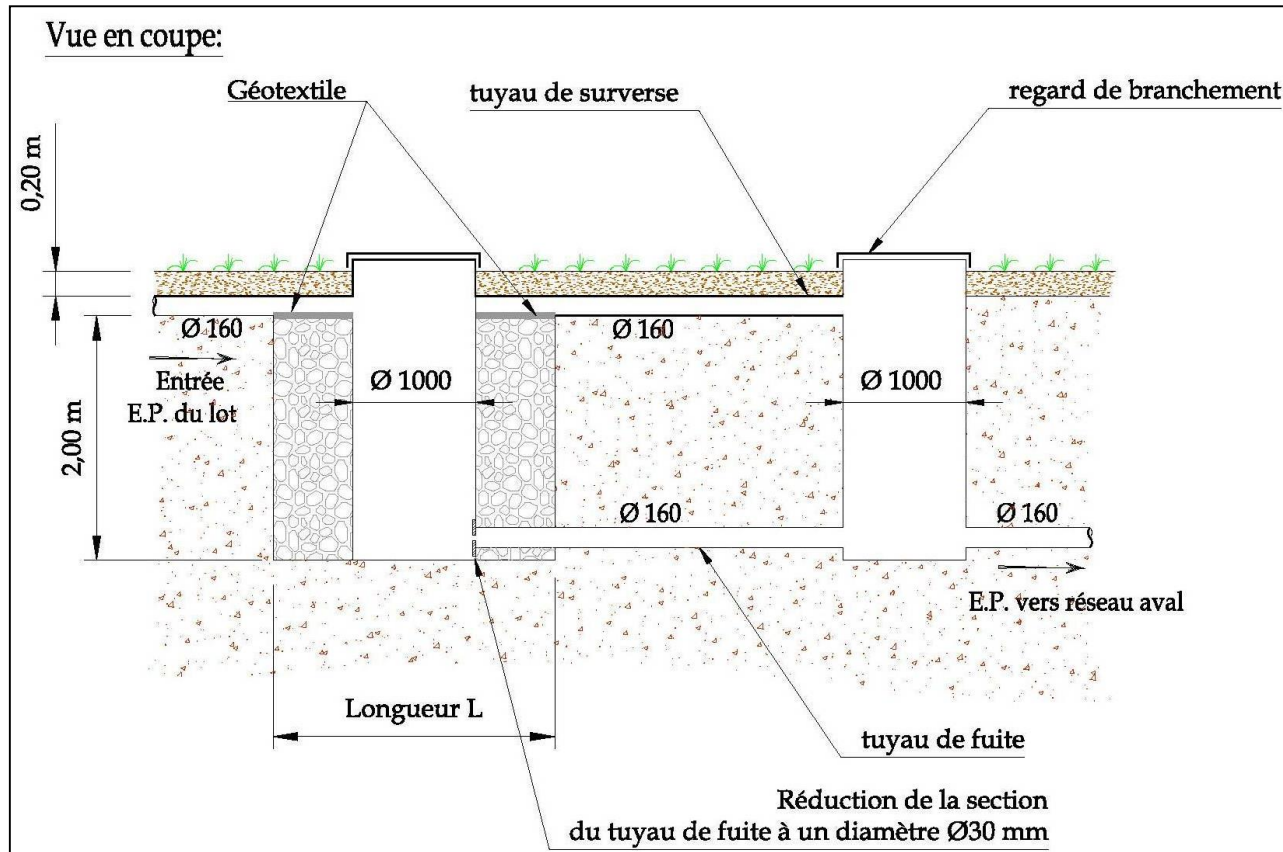 Vue en coupe:
Géotextile
tuyau de surverse
regard de branchement
0,20 m
Ø 160
Ø 160
Entrée
E.P. du lot
Ø 1000
Ø 1000
2,00 m
Ø 160
Ø 160
E.P. vers réseau aval
Longueur L
tuyau de fuite
Réduction de la section
du tuyau de fuite à un diamètre Ø30 mm